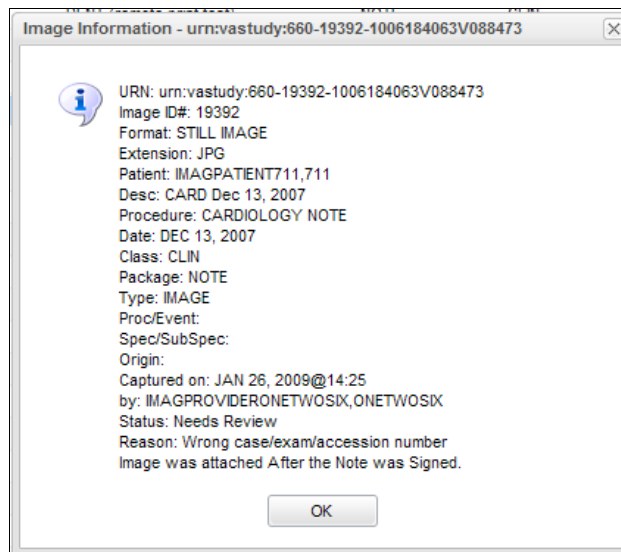 Image Information - urn:vastudy:660-19392-1006184063V088473
URN: urn:vastudy:660-19392-1006184063V088473
Image ID#: 19392
Format: STILL IMAGE
Extension: JPG
Patient: IMAGPATIENT711,711
Desc: CARD Dec 13, 2007
Procedure: CARDIOLOGY NOTE
Date: DEC 13, 2007
Class: CLIN
Package: NOTE
Type: IMAGE
Proc/Event:
Spec/SubSpec:
Origin:
Captured on: JAN 26, 2009@14:25
by: IMAGPROVIDERONETWOSIX,ONETWOSIX
Status: Needs Review
Reason: Wrong case/exam/accession number
Image was attached After the Note was Signed.
OK